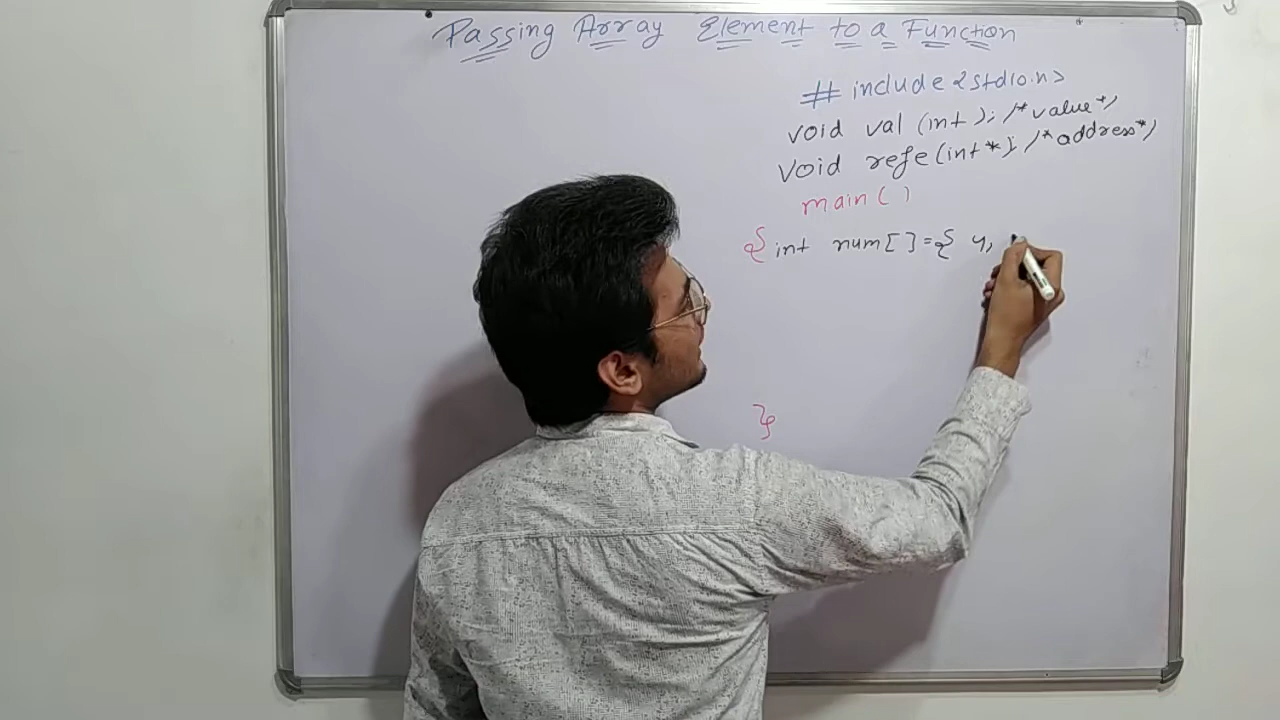 Passing Array Element to a Function
# include <stdio.h>
void val (int); /*value*/
void refe(int*); /*address*/
main()
{ int num[]={ 4,
}